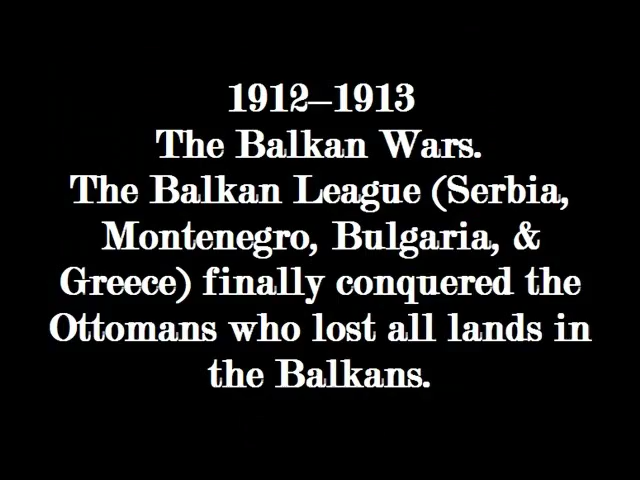 1912–1913
The Balkan Wars.
The Balkan League (Serbia,
Montenegro, Bulgaria, &
Greece) finally conquered the
Ottomans who lost all lands in
the Balkans.